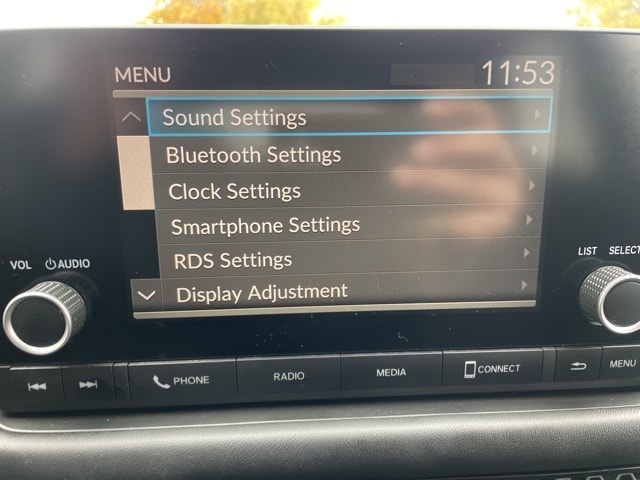 MENU 11:53
Sound Settings
Bluetooth Settings
Clock Settings
Smartphone Settings
RDS Settings
Display Adjustment
VOL AUDIO
LIST SELECT
PHONE RADIO MEDIA CONNECT MENU